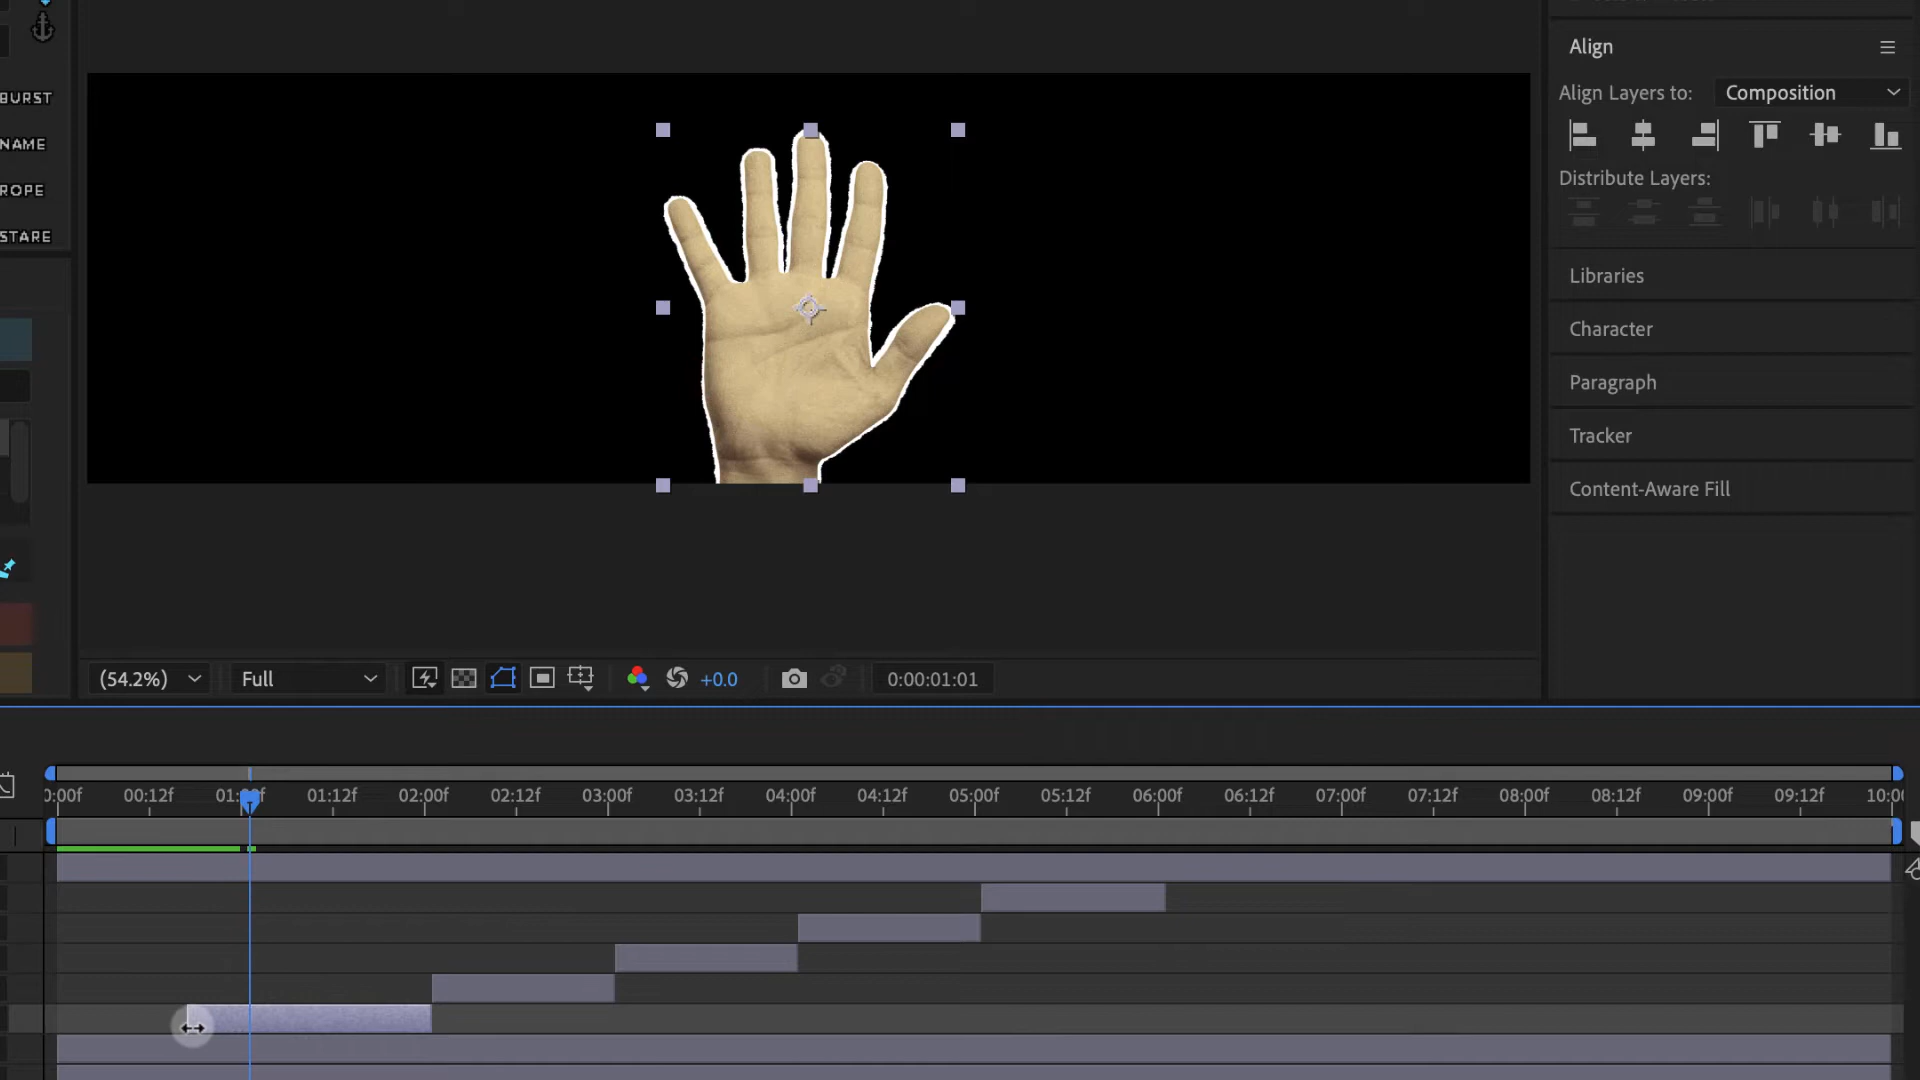 BURST
NAME
ROPE
STARE
Align
Align Layers to:
Composition
Distribute Layers:
Libraries
Character
Paragraph
Tracker
Content-Aware Fill
(54.2%)
Full
+0.0
0:00:01:01
0:00f 00:12f 01:00f 01:12f 02:00f 02:12f 03:00f 03:12f 04:00f 04:12f 05:00f 05:12f 06:00f 06:12f 07:00f 07:12f 08:00f 08:12f 09:00f 09:12f 10:00